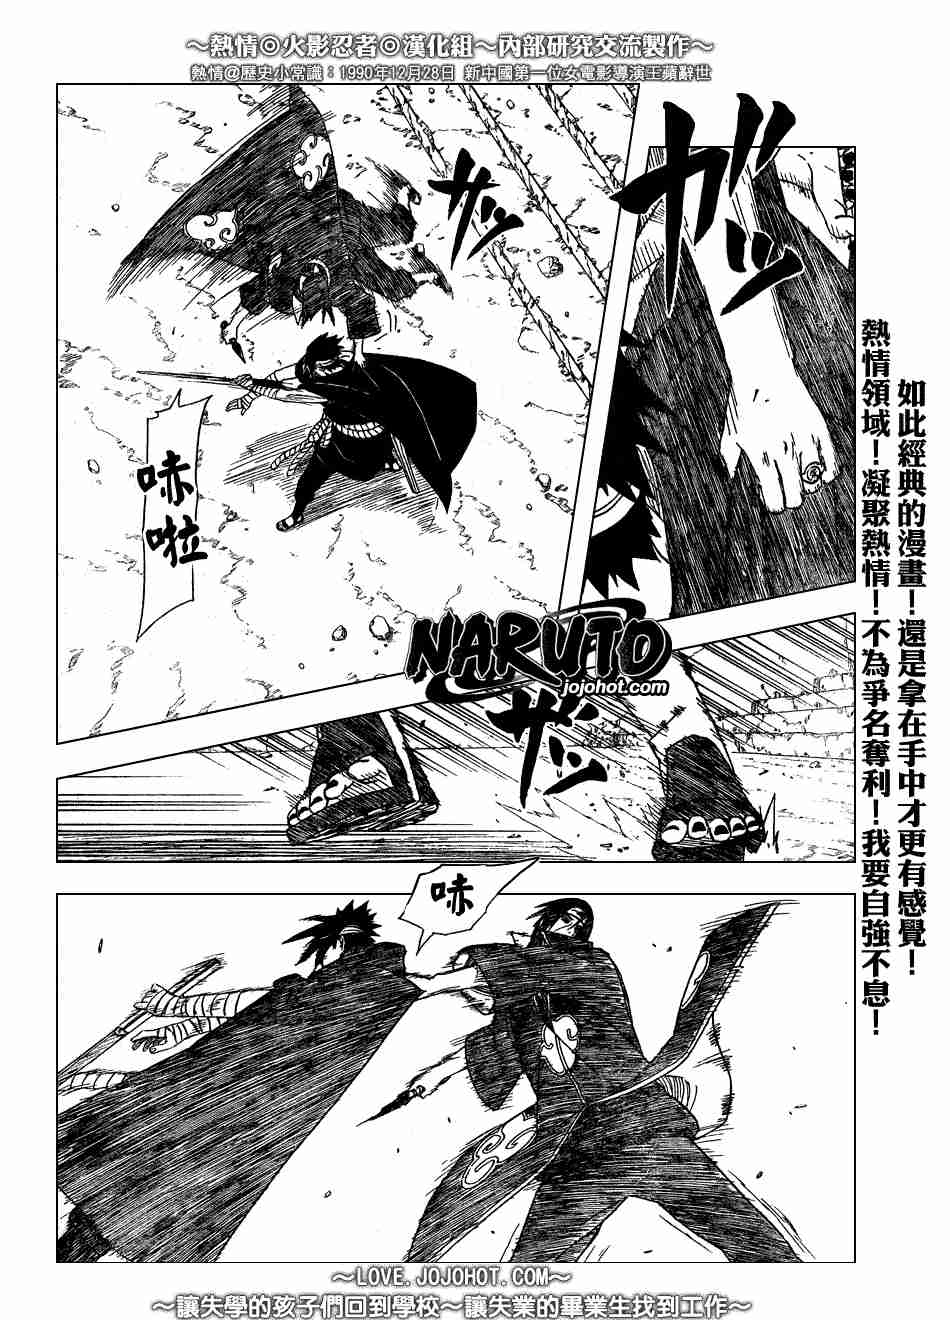 ～熱情◎火影忍者◎漢化組～內部研究交流製作～
熱情@歷史小常識：1990年12月28日 新中國第一位女電影導演王蘋辭世
ガッ
ザッ
哧啦
NARUTO
jojohot.com
ザッ
哧
如此經典的漫畫！還是拿在手中才更有感覺！
熱情領域！凝聚熱情！不為爭名奪利！我要自強不息！
～LOVE.JOJOHOT.COM～
～讓失學的孩子們回到學校～讓失業的畢業生找到工作～